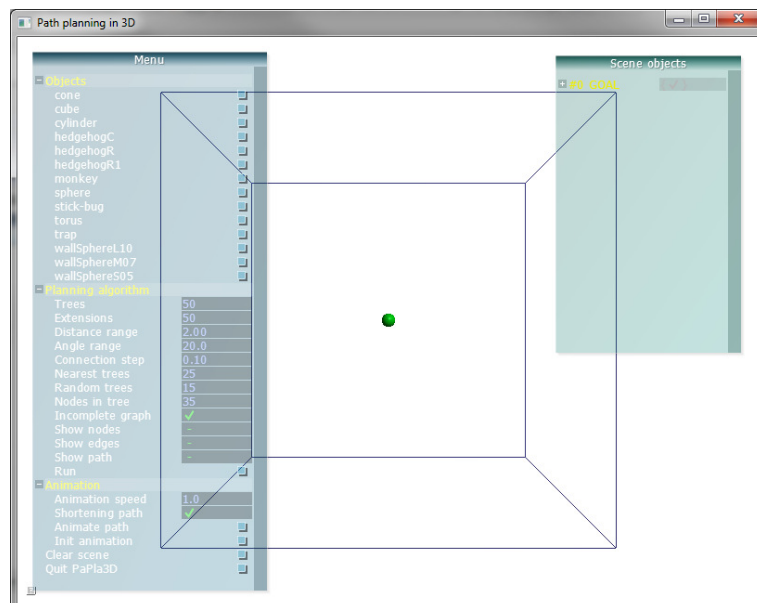 Path planning in 3D
Menu
Objects
cone
cube
cylinder
hedgehogC
hedgehogR
hedgehogR1
monkey
sphere
stick-bug
torus
trap
wallSphereL10
wallSphereM07
wallSphereS05
Planning algorithm
Trees 50
Extensions 50
Distance range 2.00
Angle range 20.0
Connection step 0.10
Nearest trees 25
Random trees 15
Nodes in tree 35
Incomplete graph
Show nodes -
Show edges -
Show path -
Run
Animation
Animation speed 1.0
Shortening path
Animate path
Init animation
Clear scene
Quit PaPla3D
Scene objects
GOAL